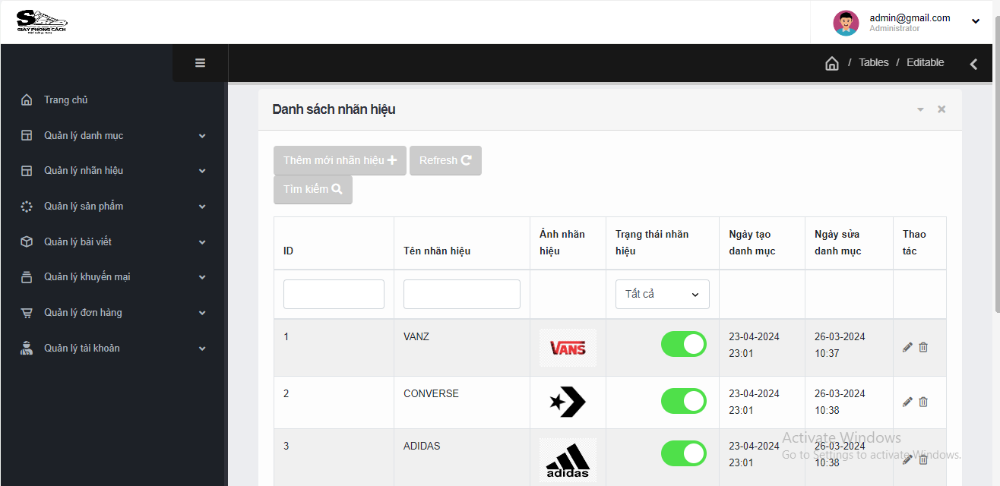 S
GIÀY PHONG CÁCH
admin@gmail.com
Administrator
/ Tables / Editable
Trang chủ
Quản lý danh mục
Quản lý nhãn hiệu
Quản lý sản phẩm
Quản lý bài viết
Quản lý khuyến mại
Quản lý đơn hàng
Quản lý tài khoản
Danh sách nhãn hiệu
Thêm mới nhãn hiệu
Refresh
Tìm kiếm
ID
Tên nhãn hiệu
Ảnh nhãn
hiệu
Trạng thái nhãn
hiệu
Ngày tạo
danh mục
Ngày sửa
danh mục
Thao
tác
Tất cả
1
VANZ
VANS
23-04-2024
23:01
26-03-2024
10:37
2
CONVERSE
23-04-2024
23:01
26-03-2024
10:38
3
ADIDAS
adidas
23-04-2024
23:01
26-03-2024
10:38
Activate Windows
Go to Settings to activate Windows.